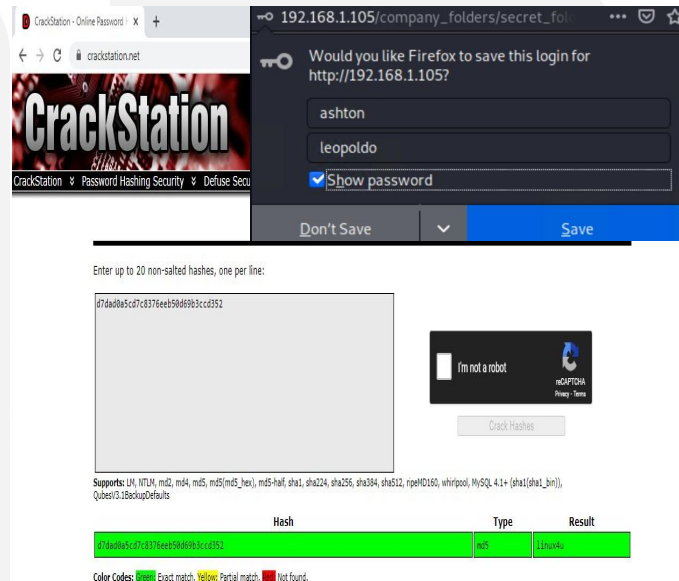 CrackStation - Online Password H x +
crackstation.net
CrackStation
CrackStation ¥ Password Hashing Security ¥ Defuse Secu
192.168.1.105/company_folders/secret_fol
Would you like Firefox to save this login for
http://192.168.1.105?
ashton
leopoldo
Show password
Don't Save
Save
Enter up to 20 non-salted hashes, one per line:
d7dad0a5cd7c8376eeb50d69b3ccd352
I'm not a robot
reCAPTCHA
Privacy - Terms
Crack Hashes
Supports: LM, NTLM, md2, md4, md5, md5(md5_hex), md5-half, sha1, sha224, sha256, sha384, sha512, ripeMD160, whirlpool, MySQL 4.1+ (sha1(sha1_bin)),
QubesV3.1BackupDefaults
Hash Type Result
d7dad0a5cd7c8376eeb50d69b3ccd352 md5 linux4u
Color Codes: Green: Exact match, Yellow: Partial match, Red: Not found.